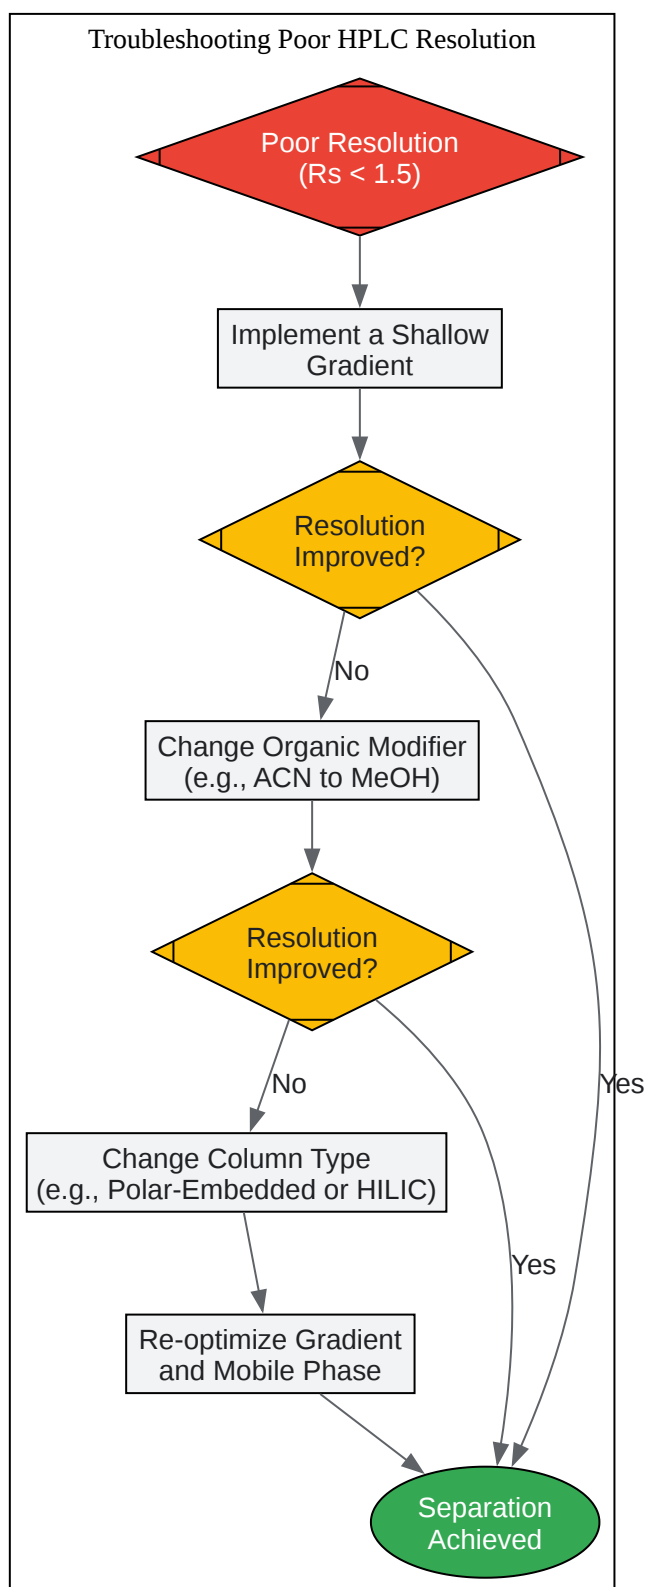 Troubleshooting Poor HPLC Resolution
Poor Resolution
(Rs < 1.5)
Implement a Shallow
Gradient
Resolution
Improved?
No
Change Organic Modifier
(e.g., ACN to MeOH)
Resolution
Improved?
No
Yes
Change Column Type
(e.g., Polar-Embedded or HILIC)
Yes
Re-optimize Gradient
and Mobile Phase
Separation
Achieved